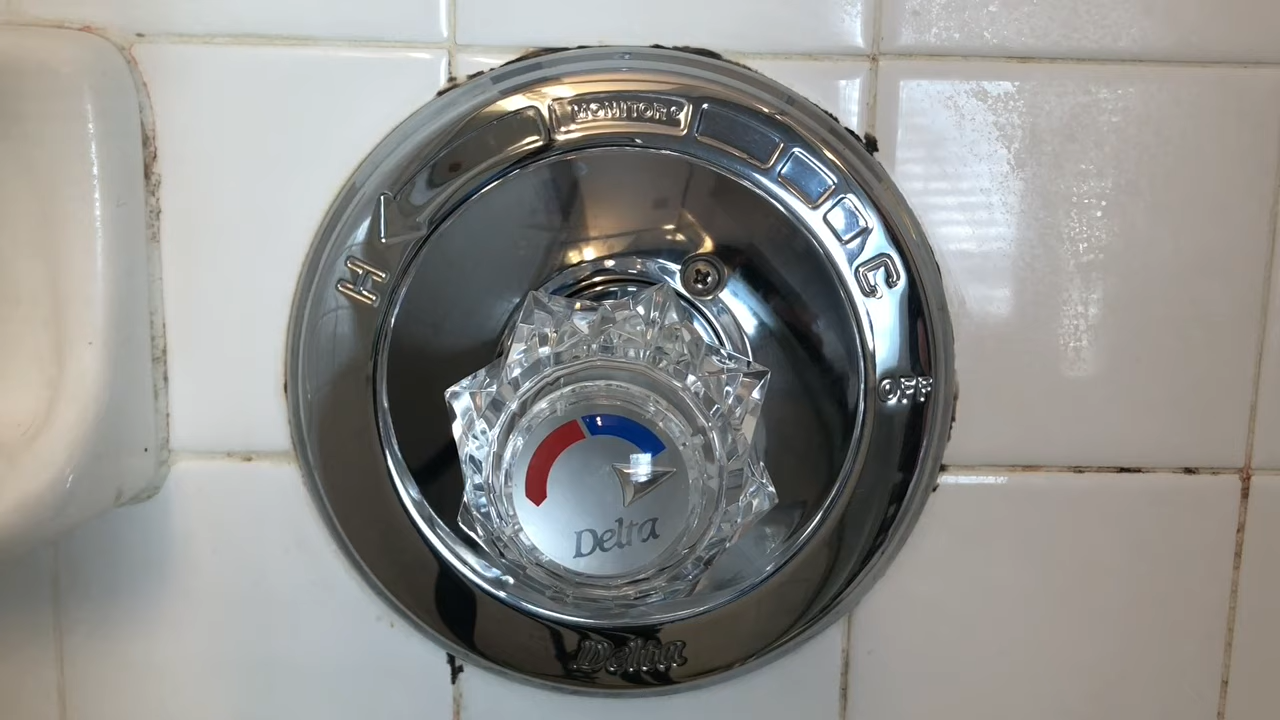 MONITOR®
H
C
OFF
Delta
Delta